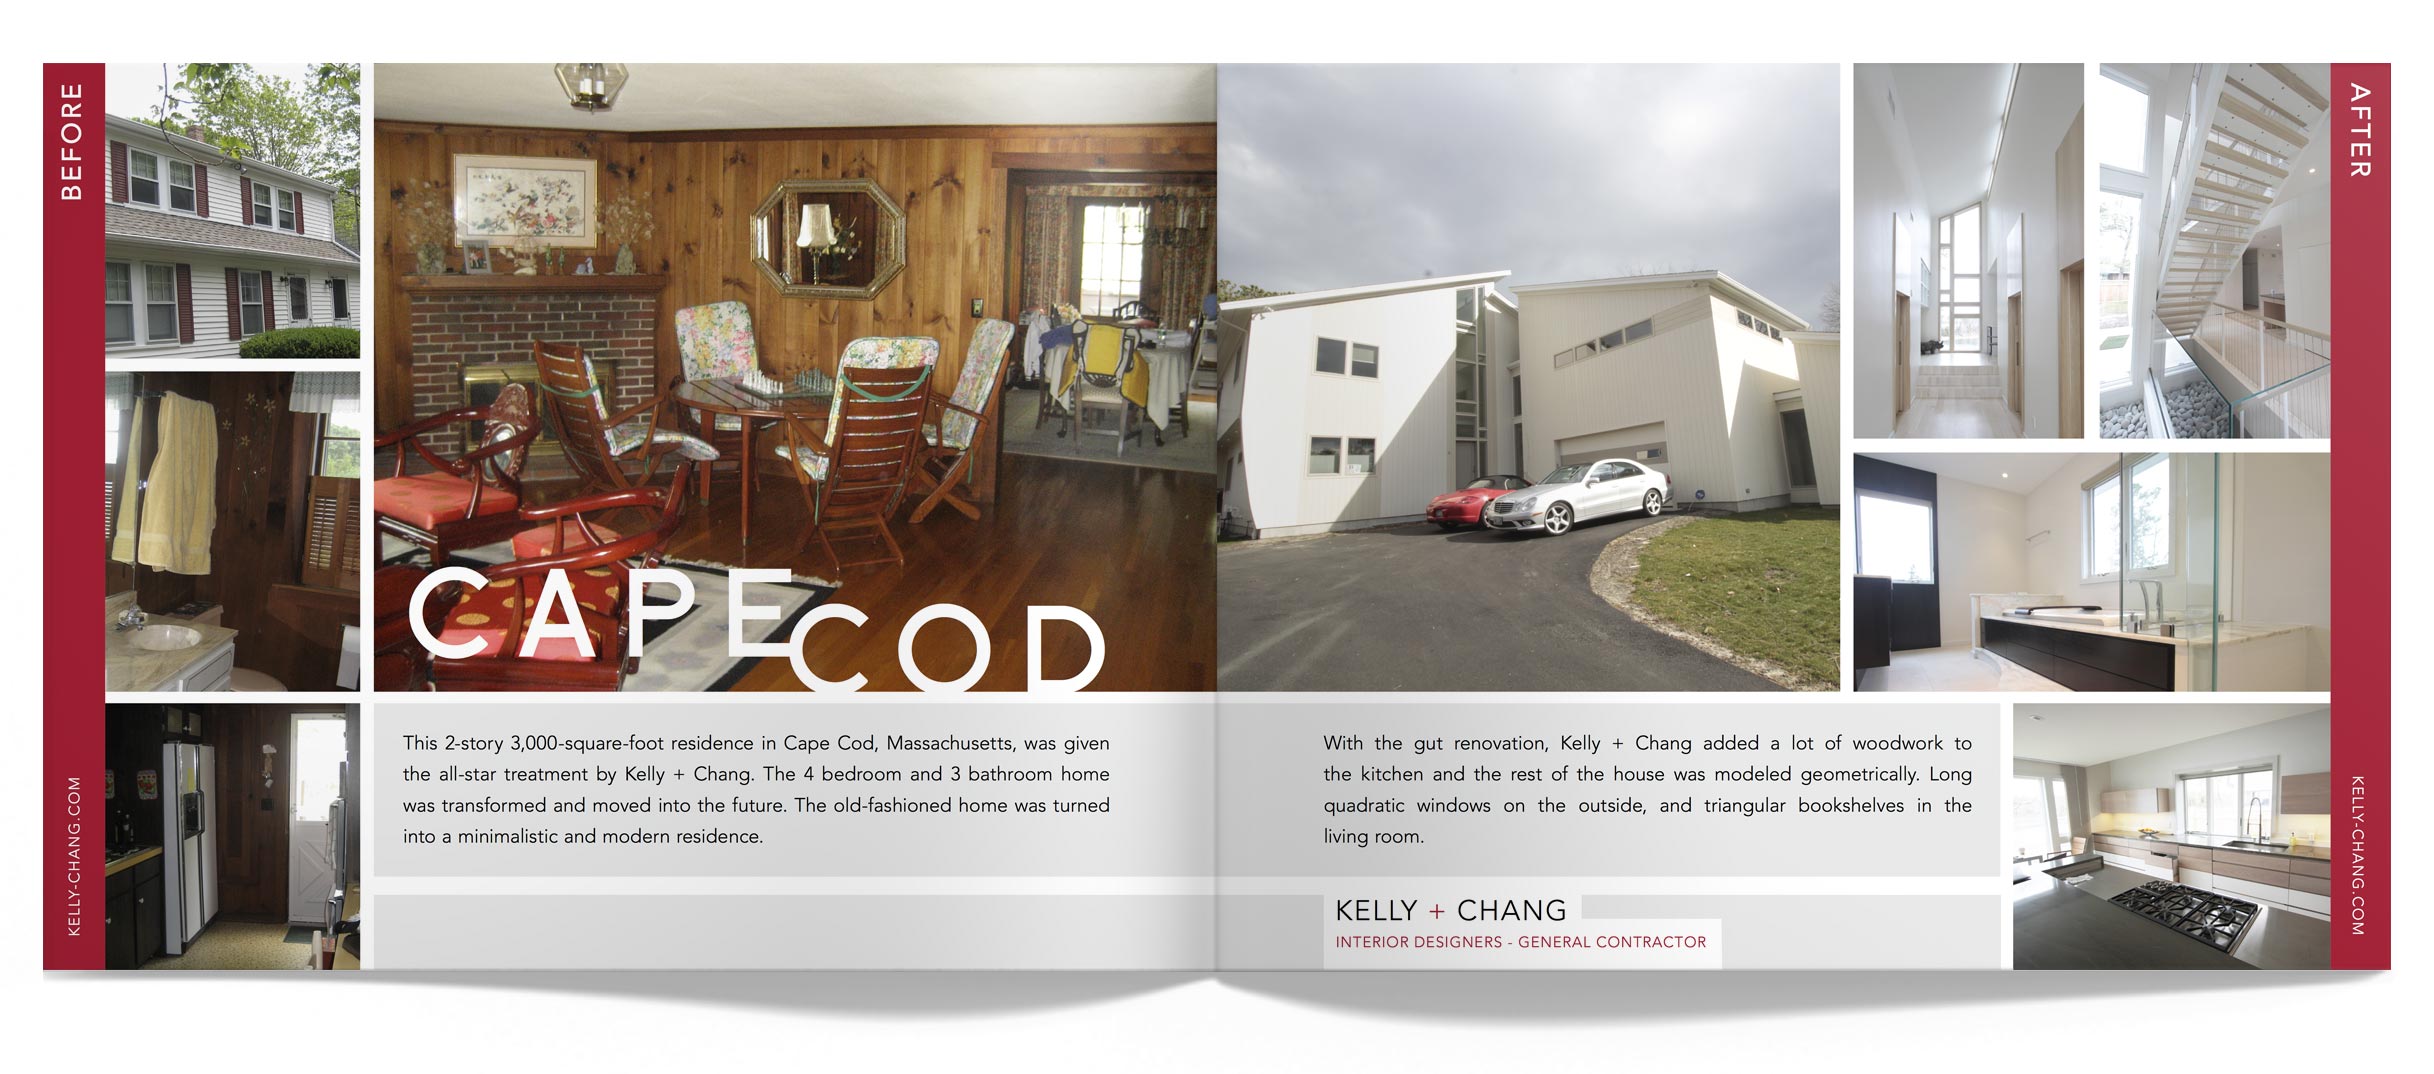 BEFORE
KELLY-CHANG.COM
CAPE
COD
This 2-story 3,000-square-foot residence in Cape Cod, Massachusetts, was given
the all-star treatment by Kelly + Chang. The 4 bedroom and 3 bathroom home
was transformed and moved into the future. The old-fashioned home was turned
into a minimalistic and modern residence.
With the gut renovation, Kelly + Chang added a lot of woodwork to
the kitchen and the rest of the house was modeled geometrically. Long
quadratic windows on the outside, and triangular bookshelves in the
living room.
KELLY + CHANG
INTERIOR DESIGNERS - GENERAL CONTRACTOR
AFTER
KELLY-CHANG.COM